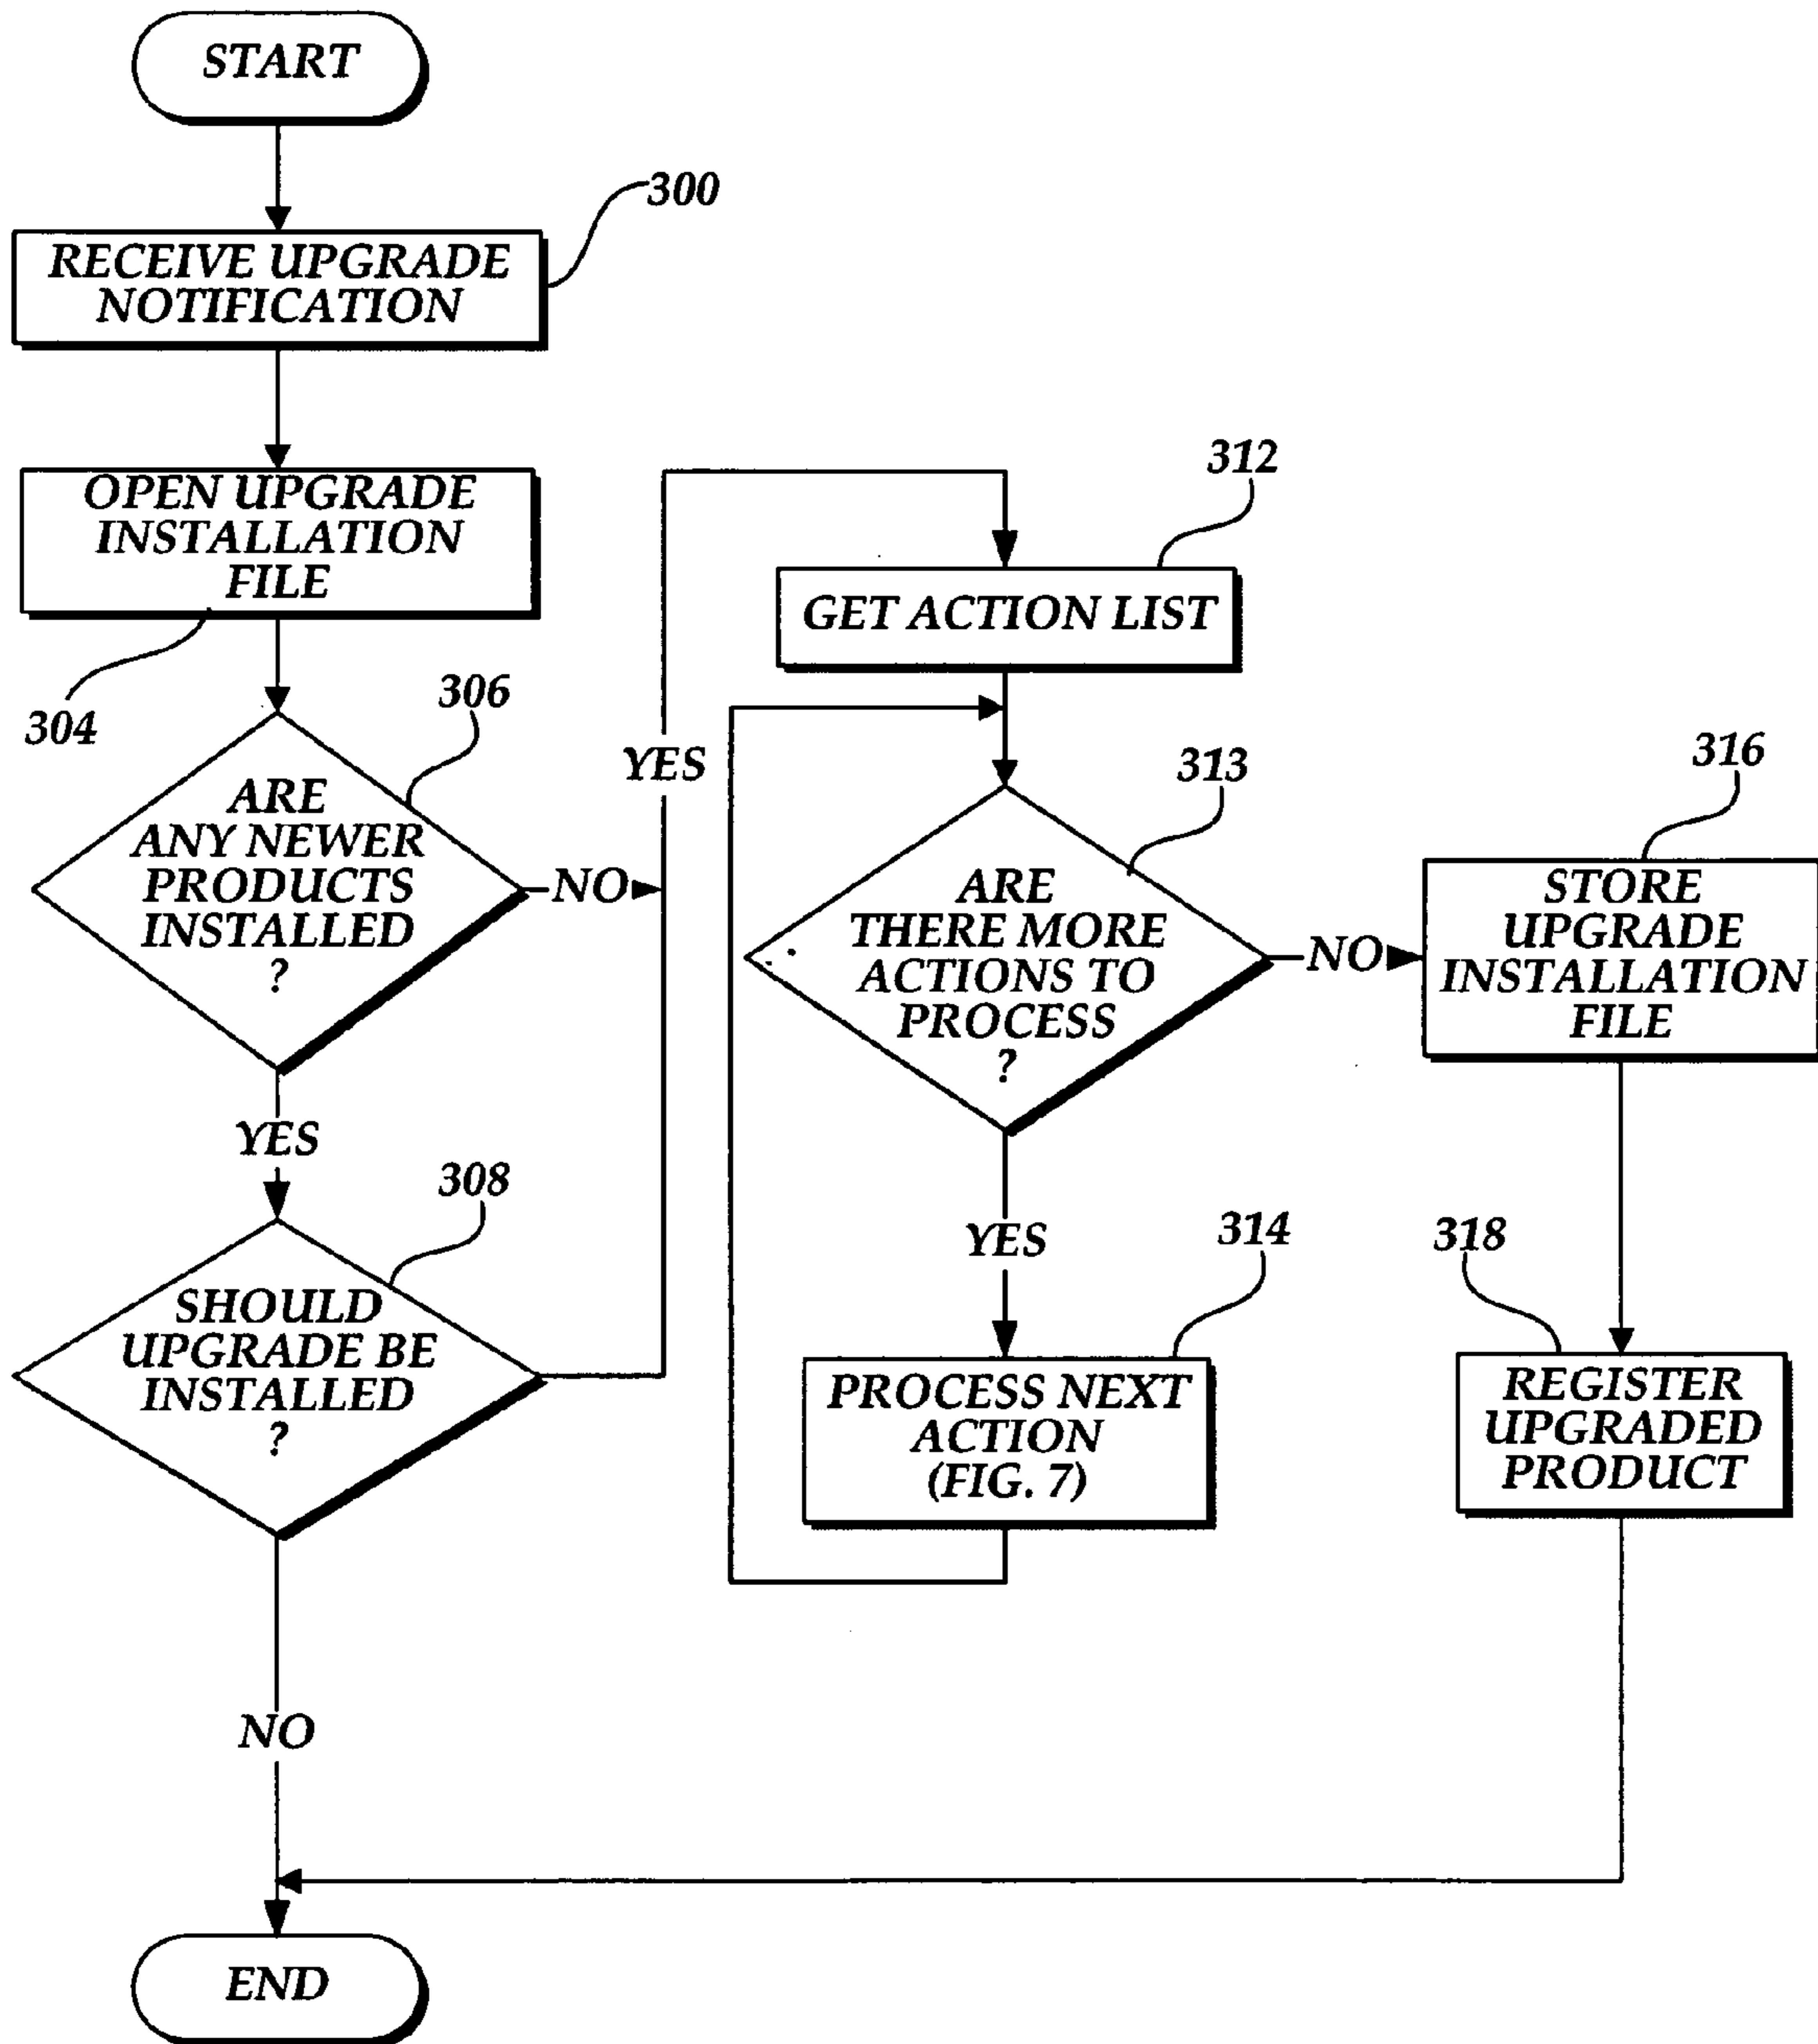 START
300
RECEIVE UPGRADE
NOTIFICATION
OPEN UPGRADE
INSTALLATION
FILE
304
306
ARE
ANY NEWER
PRODUCTS
INSTALLED
?
NO
YES
YES
308
SHOULD
UPGRADE BE
INSTALLED
?
NO
312
GET ACTION LIST
313
ARE
THERE MORE
ACTIONS TO
PROCESS
?
NO
YES
314
PROCESS NEXT
ACTION
(FIG. 7)
316
STORE
UPGRADE
INSTALLATION
FILE
318
REGISTER
UPGRADED
PRODUCT
END